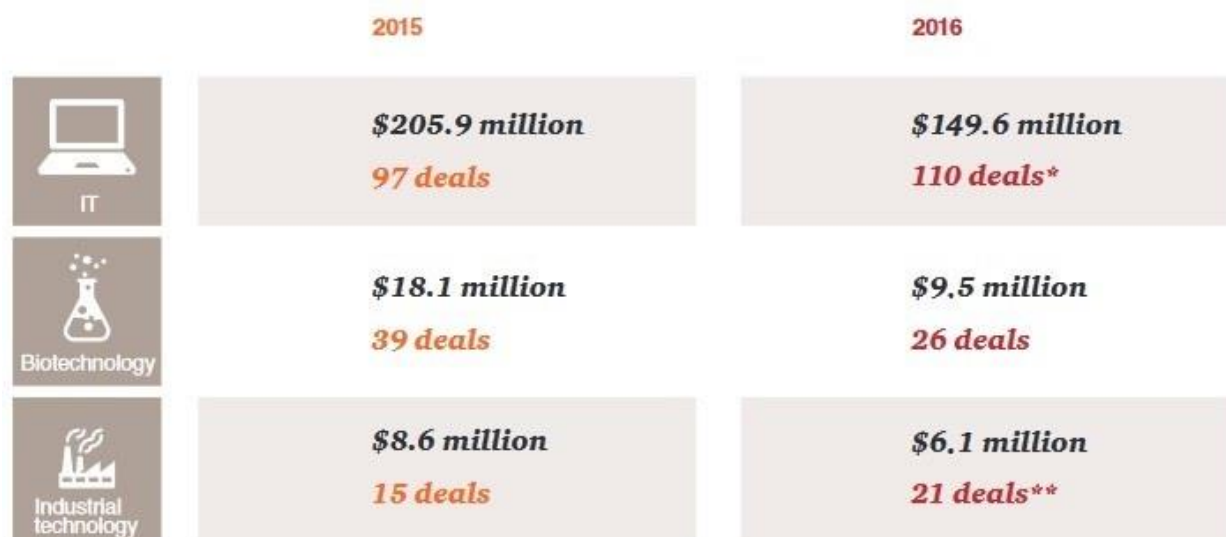 2015 2016
$205.9 million $149.6 million
97 deals 110 deals*
IT
$18.1 million $9.5 million
39 deals 26 deals
Biotechnology
$8.6 million $6.1 million
15 deals 21 deals**
Industrial
technology